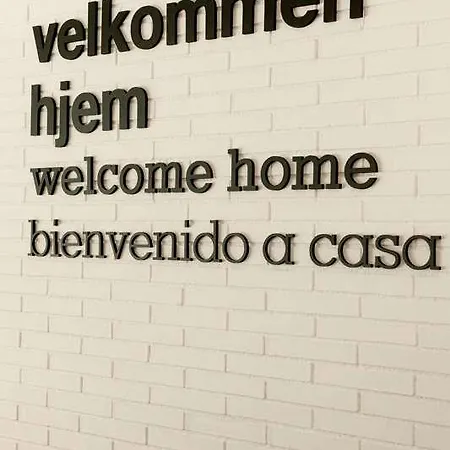 velkommen
hjem
welcome home
bienvenido a casa